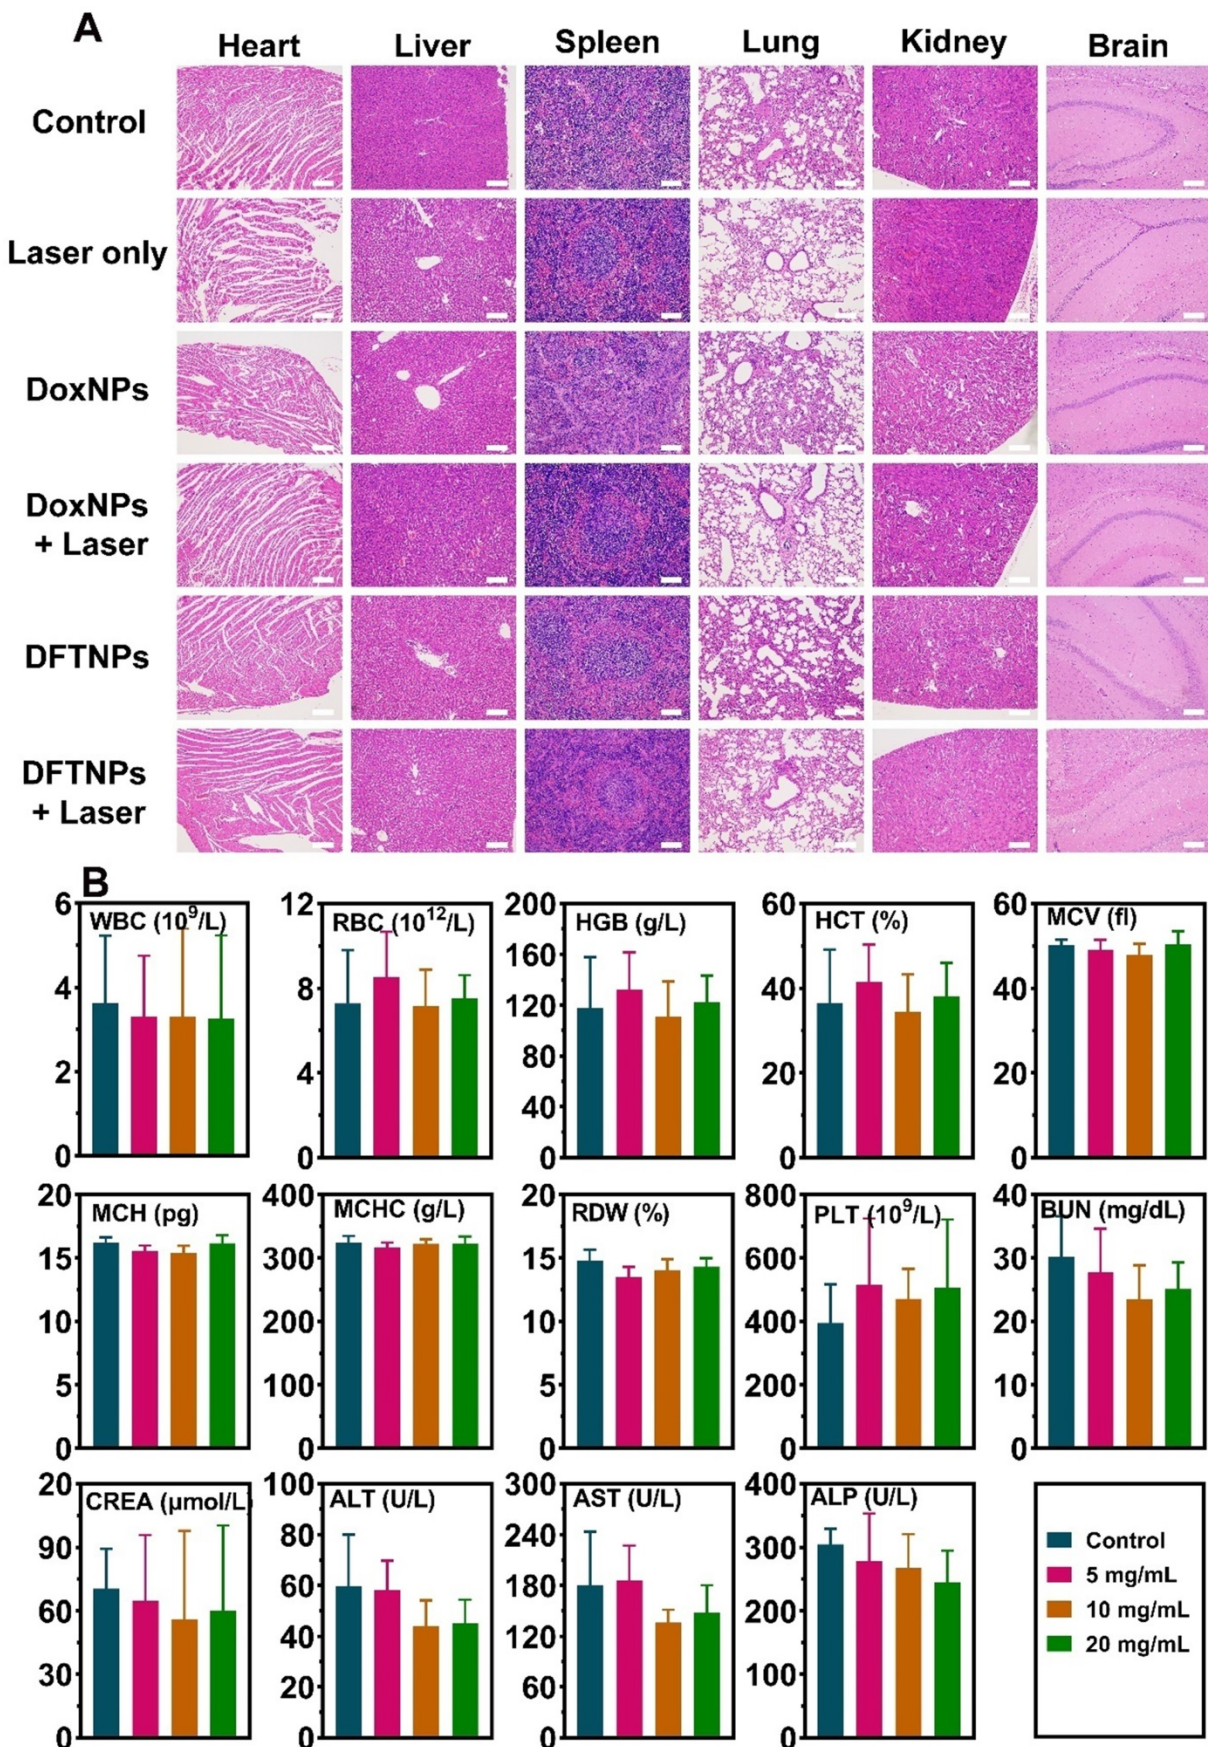 A
Heart Liver Spleen Lung Kidney Brain
Control
Laser only
DoxNPs
DoxNPs
+ Laser
DFTNPs
DFTNPs
+ Laser
B
WBC (10⁹/L)
6
4
2
0
RBC (10¹²/L)
12
8
4
0
HGB (g/L)
200
160
120
80
40
0
HCT (%)
60
40
20
0
MCV (fl)
60
40
20
0
MCH (pg)
20
15
10
5
0
MCHC (g/L)
400
300
200
100
0
RDW (%)
20
15
10
5
0
PLT (10⁹/L)
800
600
400
200
0
BUN (mg/dL)
40
30
20
10
0
CREA (μmol/L)
20
90
60
30
0
ALT (U/L)
100
80
60
40
20
0
AST (U/L)
300
240
180
120
60
0
ALP (U/L)
400
300
200
100
0
Control
5 mg/mL
10 mg/mL
20 mg/mL